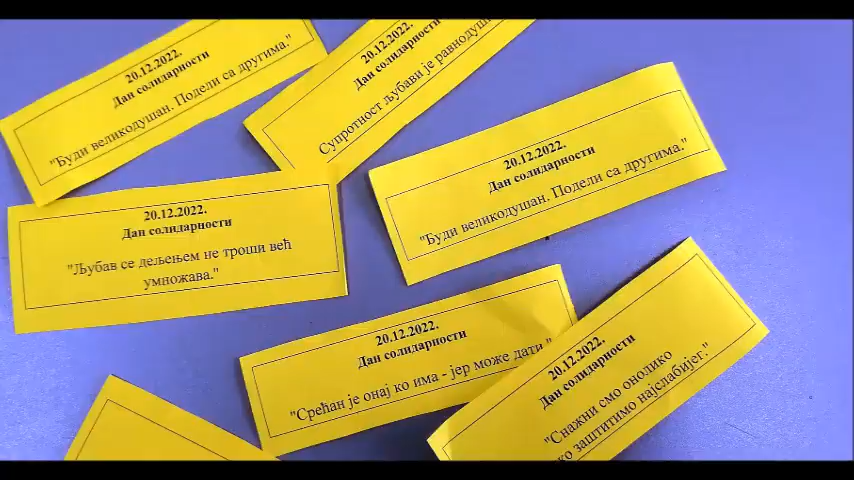 20.12.2022.
Дан солидарности
"Буди великодушан. Подели са другима."
20.12.2022.
Дан солидарности
Супротност љубави је
20.12.2022.
Дан солидарности
"Буди великодушан. Подели са другима."
20.12.2022.
Дан солидарности
"Љубав се дељењем не троши већ
умножава."
20.12.2022.
Дан солидарности
"Срећан је онај ко има - јер може дати."
20.12.2022.
Дан солидарности
"Снажни смо онолико
заштитимо најслабијег."